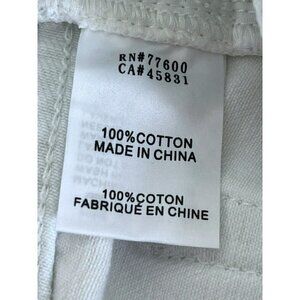 RN#77600
CA#45831
100%COTTON
MADE IN CHINA
100%COTON
FABRIQUÉ EN CHINE